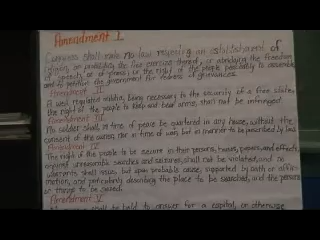 Amendment I
Congress shall make no law respecting an establishment of
religion, or prohibiting the free exercise thereof, or abridging the freedom
of speech, or of press; or the right of the people peaceably to assemble,
and to petition the government for redress of grievances.
Amendment II
A well regulated militia, being necessary to the security of a free state,
the right of the people to keep and bear arms, shall not be infringed
Amendment III
No soldier shall, in time of peace be quartered in any house, without the
consent of the owner, nor in time of war, but in manner to be prescribed by law.
Amendment IV
The right of the people to be secure in their persons, houses, papers, and effects,
against unreasonable searches and seizures, shall not be violated, and no
warrants shall issue, but upon probable cause, supported by oath or affir-
mation, and particularly describing the place to be searched, and the persons
or things to be seized.
Amendment V
shall be held to answer for a capital, or otherwise